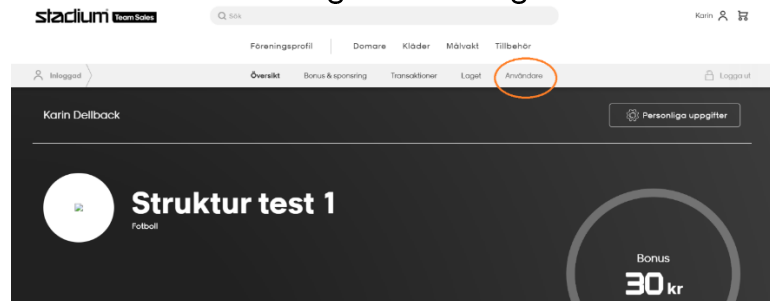 stadium Team Sales
Sök
Karin
Föreningsprofil Domare Kläder Målvakt Tillbehör
Inloggad
Översikt Bonus & sponsring Transaktioner Laget Användare
Logga ut
Karin Dellback
Personliga uppgifter
Struktur test 1
Fotboll
Bonus
30 kr